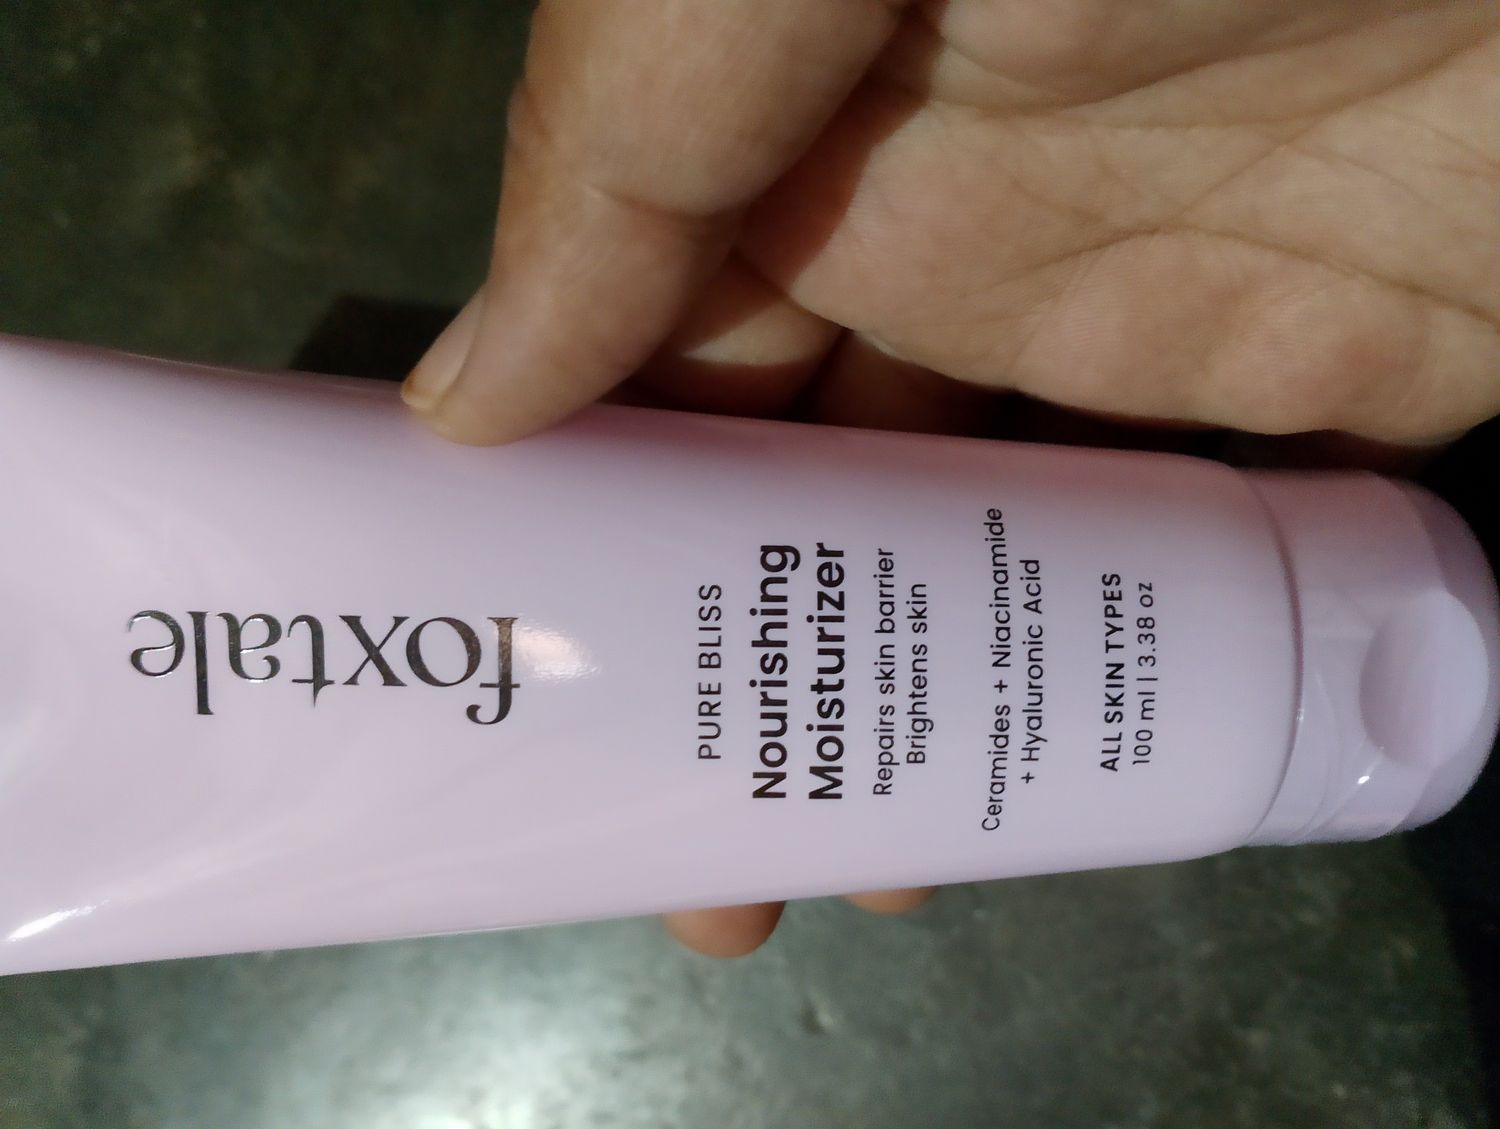 foxtale
PURE BLISS
Nourishing
Moisturizer
Repairs skin barrier
Brightens skin
Ceramides + Niacinamide
+ Hyaluronic Acid
ALL SKIN TYPES
100 ml | 3.38 oz